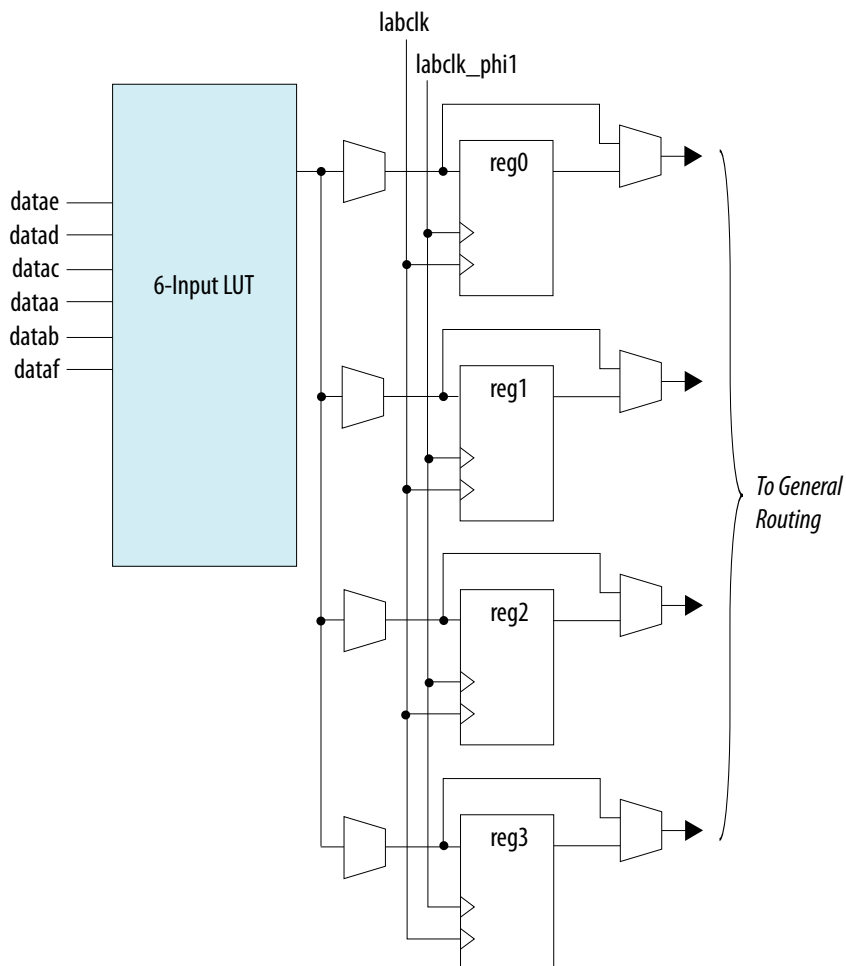 labclk
labclk_phi1
datae
datad
datac
dataa
datab
dataf
6-Input LUT
reg0
reg1
reg2
reg3
To General
Routing